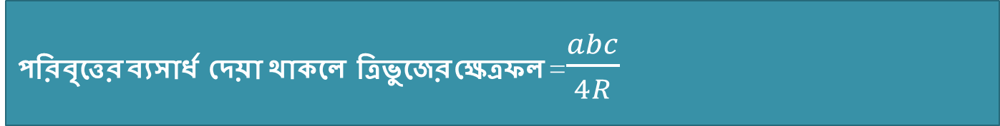 পরিবৃত্তের ব্যসার্ধ দেয়া থাকলে ত্রিভুজের ক্ষেত্রফল = abc/4R